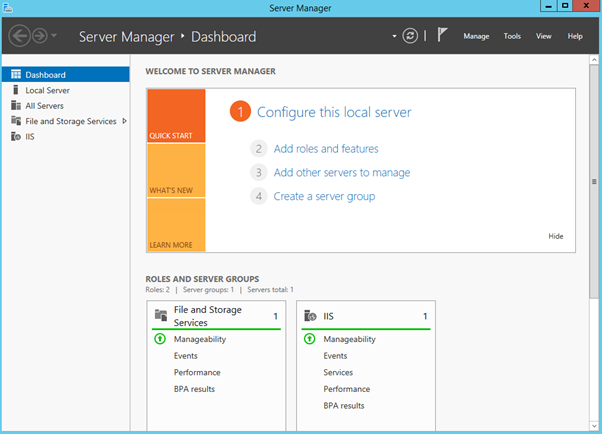 Server Manager
Server Manager ‣ Dashboard
Manage Tools View Help
Dashboard
Local Server
All Servers
File and Storage Services
IIS
WELCOME TO SERVER MANAGER
QUICK START
WHAT'S NEW
LEARN MORE
1 Configure this local server
2 Add roles and features
3 Add other servers to manage
4 Create a server group
Hide
ROLES AND SERVER GROUPS
Roles: 2 | Server groups: 1 | Servers total: 1
File and Storage Services 1
Manageability
Events
Performance
BPA results
IIS 1
Manageability
Events
Services
Performance
BPA results